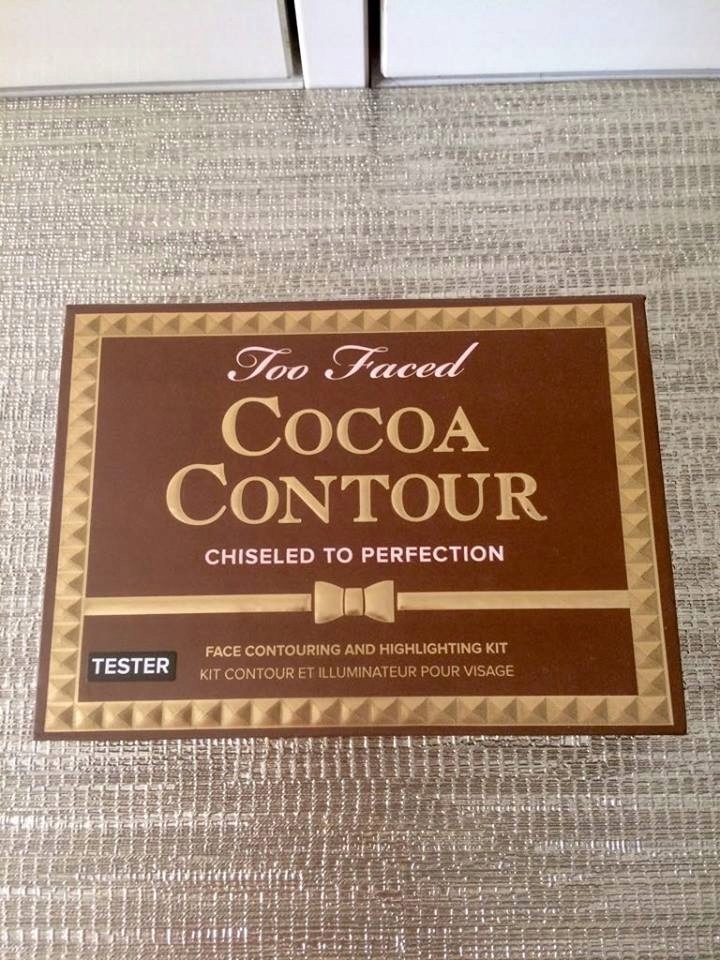 Too Faced
COCOA
CONTOUR
CHISELED TO PERFECTION
FACE CONTOURING AND HIGHLIGHTING KIT
TESTER
KIT CONTOUR ET ILLUMINATEUR POUR VISAGE